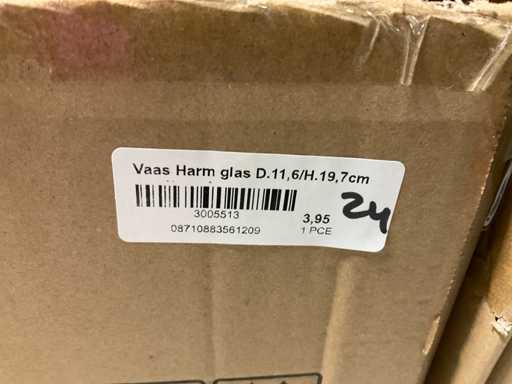 Vaas Harm glas D.11,6/H.19,7cm
3005513
3,95
24
08710883561209
1 PCE